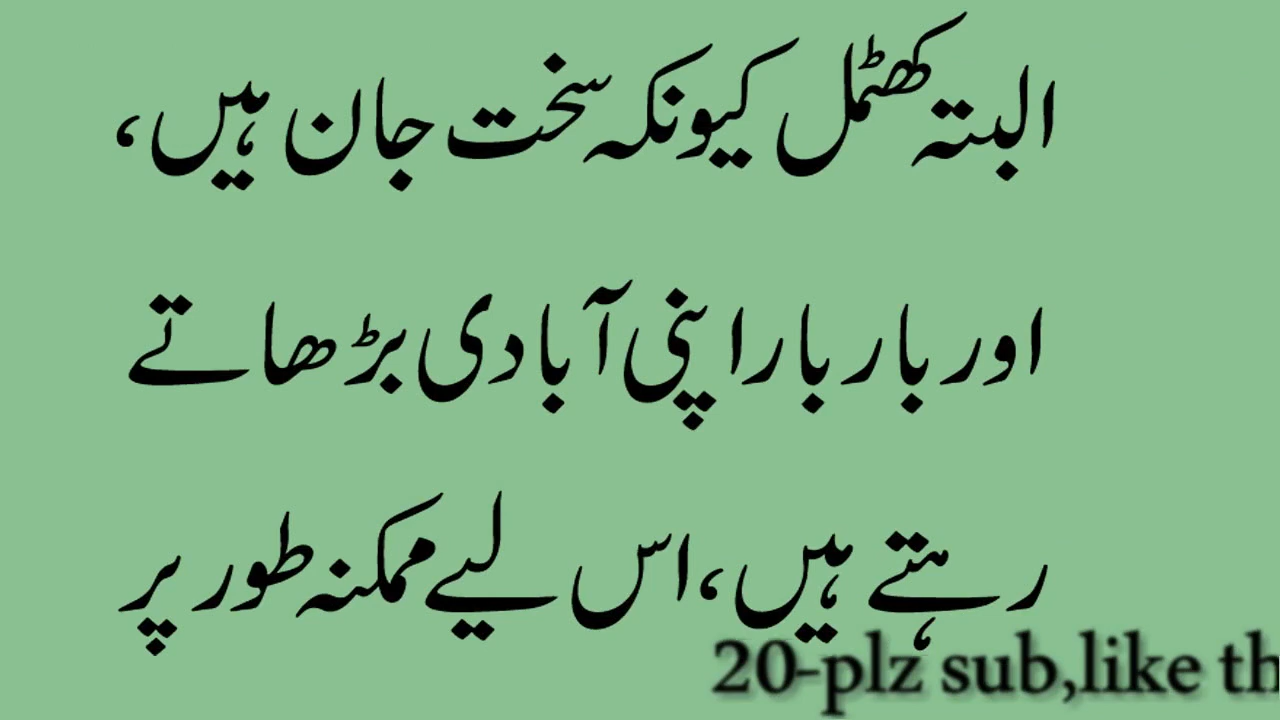 البتہ کھٹمل کیونکہ سخت جان ہیں،
اور بار بار اپنی آبادی بڑھاتے
رہتے ہیں، اس لیے ممکنہ طور پر
20-plz sub,like th